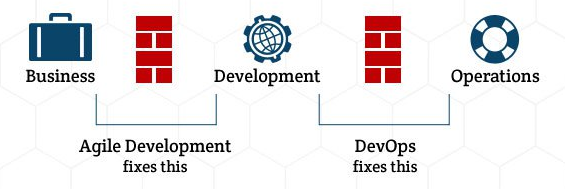 Business
Development
Operations
Agile Development
fixes this
DevOps
fixes this